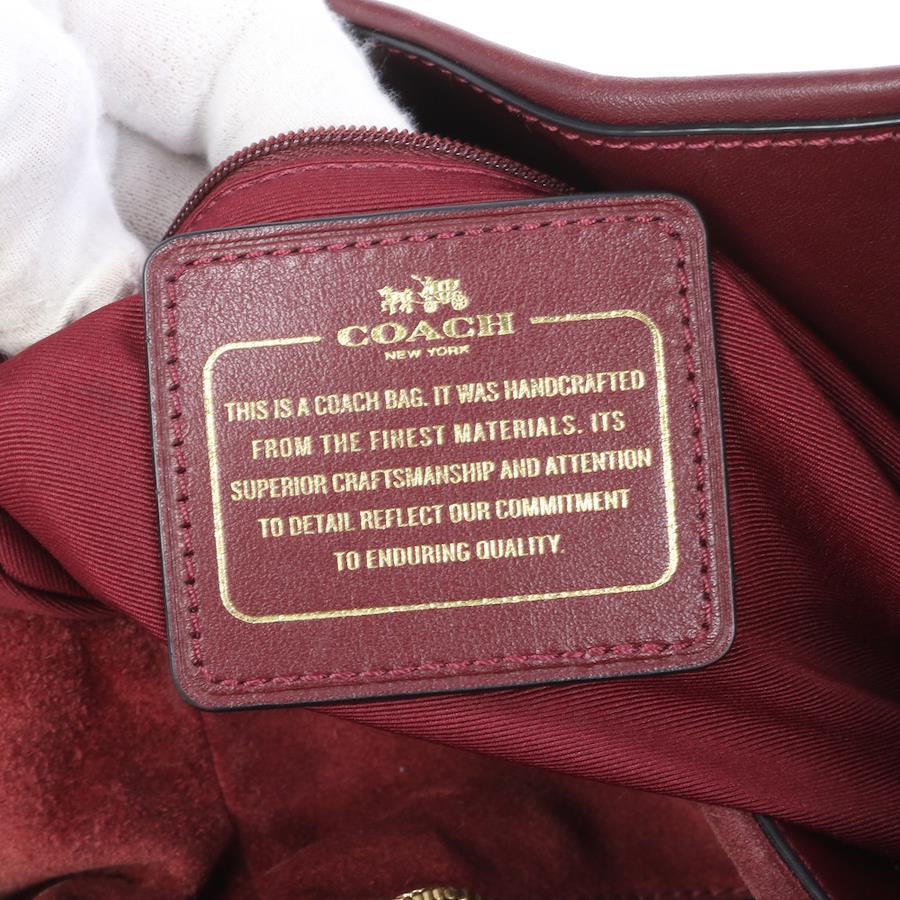 COACH
NEW YORK
THIS IS A COACH BAG. IT WAS HANDCRAFTED
FROM THE FINEST MATERIALS. ITS
SUPERIOR CRAFTSMANSHIP AND ATTENTION
TO DETAIL REFLECT OUR COMMITMENT
TO ENDURING QUALITY.